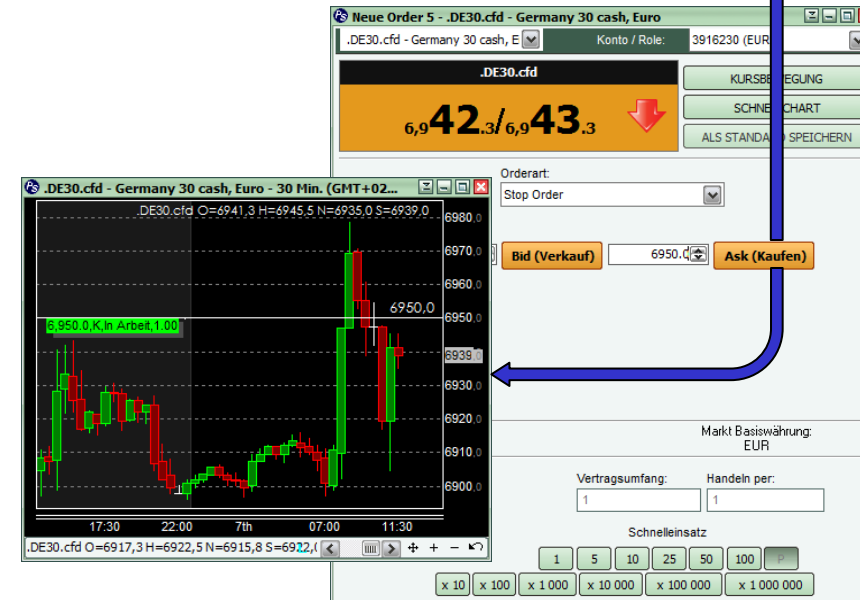 Neue Order 5 - .DE30.cfd - Germany 30 cash, Euro
.DE30.cfd - Germany 30 cash, E
Konto / Role:
3916230 (EUR
.DE30.cfd
6,942.3/6,943.3
KURSBEWEGUNG
SCHNELLCHART
ALS STANDARD SPEICHERN
Orderart:
Stop Order
Bid (Verkauf)
6950.0
Ask (Kaufen)
Markt Basiswährung:
EUR
Vertragsumfang:
Handeln per:
1
1
Schnelleinsatz
1 5 10 25 50 100 P
x 10 x 100 x 1 000 x 10 000 x 100 000 x 1 000 000
.DE30.cfd - Germany 30 cash, Euro - 30 Min. (GMT+02...
.DE30.cfd O=6941,3 H=6945,5 N=6935,0 S=6939,0
6980,0
6970,0
6960,0
6950,0
6950,0
6,950.0,K,In Arbeit,1.00
6939,0
6930,0
6920,0
6910,0
6900,0
17:30 22:00 7th 07:00 11:30
.DE30.cfd O=6917,3 H=6922,5 N=6915,8 S=6922,(